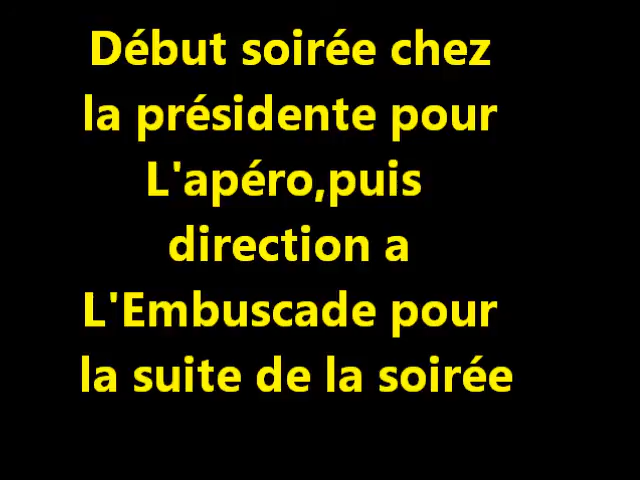 Début soirée chez
la présidente pour
L'apéro,puis
direction a
L'Embuscade pour
la suite de la soirée